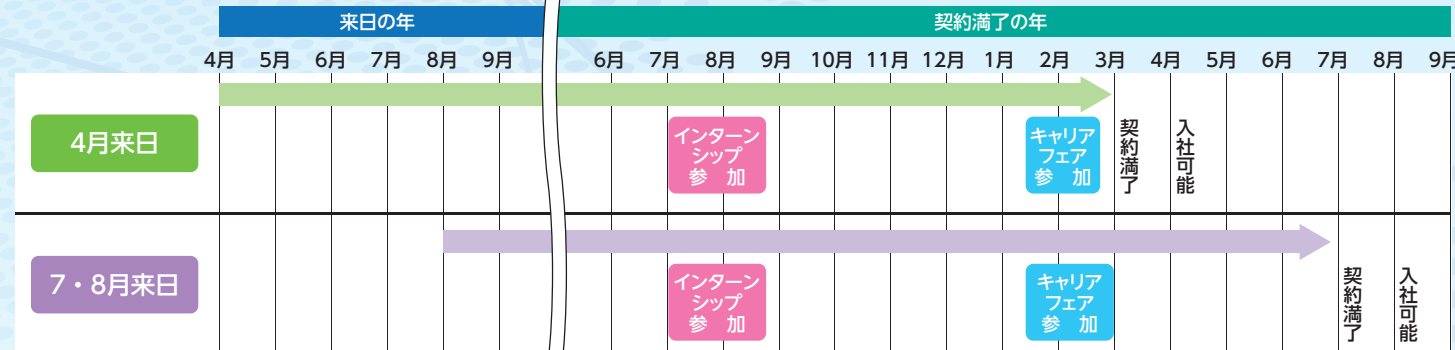 来日の年 契約満了の年
4月 5月 6月 7月 8月 9月 6月 7月 8月 9月 10月 11月 12月 1月 2月 3月 4月 5月 6月 7月 8月 9月
4月来日
インターン
シップ
参 加
キャリア
フェア
参 加
契約満了
入社可能
7・8月来日
インターン
シップ
参 加
キャリア
フェア
参 加
契約満了
入社可能